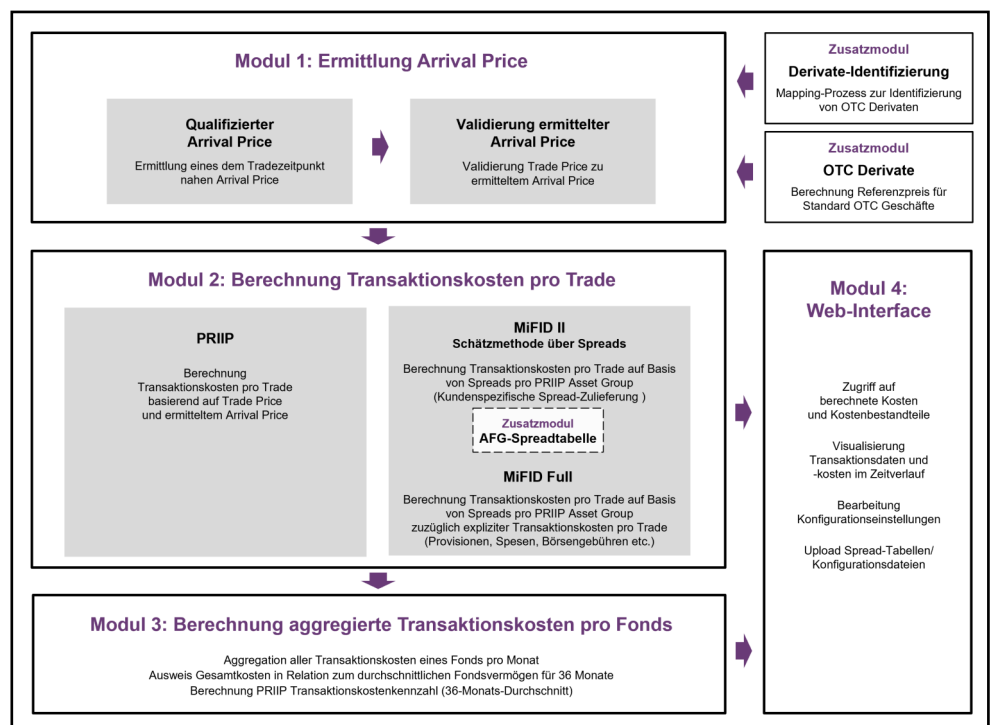 Modul 1: Ermittlung Arrival Price
Qualifizierter
Arrival Price
Ermittlung eines dem Tradezeitpunkt
nahen Arrival Price
Validierung ermittelter
Arrival Price
Validierung Trade Price zu
ermitteltem Arrival Price
Zusatzmodul
Derivate-Identifizierung
Mapping-Prozess zur Identifizierung
von OTC Derivaten
Zusatzmodul
OTC Derivate
Berechnung Referenzpreis für
Standard OTC Geschäfte
Modul 2: Berechnung Transaktionskosten pro Trade
PRIIP
Berechnung
Transaktionskosten pro Trade
basierend auf Trade Price
und ermitteltem Arrival Price
MiFID II
Schätzmethode über Spreads
Berechnung Transaktionskosten pro Trade auf Basis
von Spreads pro PRIIP Asset Group
(Kundenspezifische Spread-Zulieferung )
Zusatzmodul
AFG-Spreadtabelle
MiFID Full
Berechnung Transaktionskosten pro Trade auf Basis
von Spreads pro PRIIP Asset Group
zuzüglich expliziter Transaktionskosten pro Trade
(Provisionen, Spesen, Börsengebühren etc.)
Modul 4:
Web-Interface
Zugriff auf
berechnete Kosten
und Kostenbestandteile
Visualisierung
Transaktionsdaten und
-kosten im Zeitverlauf
Bearbeitung
Konfigurationseinstellungen
Upload Spread-Tabellen/
Konfigurationsdateien
Modul 3: Berechnung aggregierte Transaktionskosten pro Fonds
Aggregation aller Transaktionskosten eines Fonds pro Monat
Ausweis Gesamtkosten in Relation zum durchschnittlichen Fondsvermögen für 36 Monate
Berechnung PRIIP Transaktionskostenkennzahl (36-Monats-Durchschnitt)